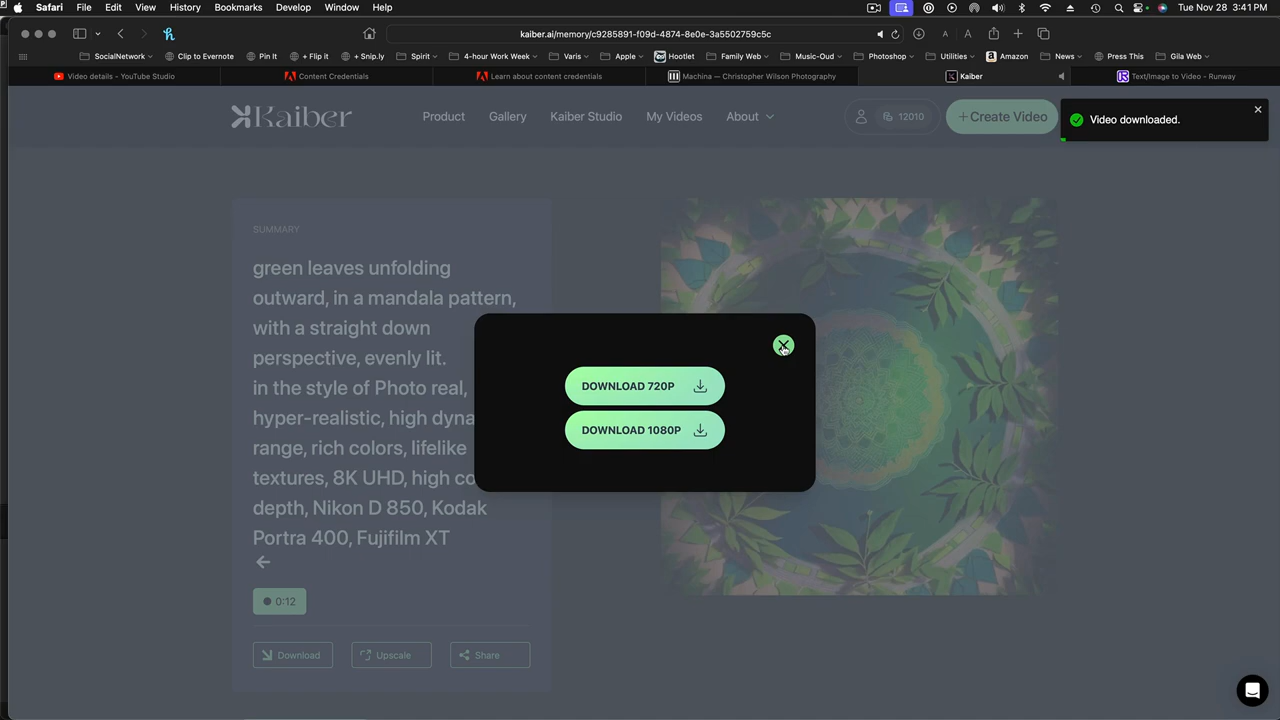 Safari File Edit View History Bookmarks Develop Window Help Tue Nov 28 3:41 PM
kaiber.ai/memory/c9285891-f09d-4874-8e0e-3a5502759c5c
SocialNetwork Clip to Evernote Pin It + Flip it + Snip.ly Spirit 4-hour Work Week Varis Apple Hootlet Family Web Music-Oud Photoshop Utilities Amazon News Press This Gila Web
Video details - YouTube Studio Content Credentials Learn about content credentials Machina — Christopher Wilson Photography Kaiber Text/Image to Video - Runway
Kaiber Product Gallery Kaiber Studio My Videos About 12010 + Create Video
Video downloaded.
SUMMARY
green leaves unfolding
outward, in a mandala pattern,
with a straight down
perspective, evenly lit.
in the style of Photo real,
hyper-realistic, high dyna
range, rich colors, lifelike
textures, 8K UHD, high co
depth, Nikon D 850, Kodak
Portra 400, Fujifilm XT
0:12
Download Upscale Share
DOWNLOAD 720P
DOWNLOAD 1080P